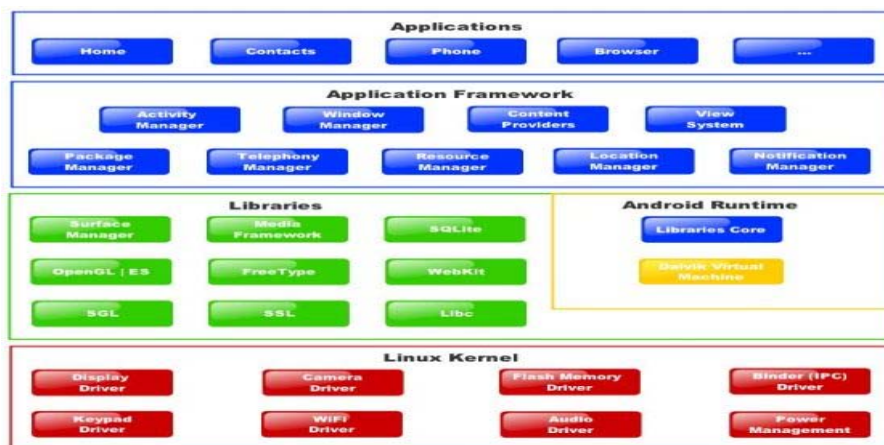 Applications
Home
Contacts
Phone
Browser
...
Application Framework
Activity
Manager
Window
Manager
Content
Providers
View
System
Package
Manager
Telephony
Manager
Resource
Manager
Location
Manager
Notification
Manager
Libraries
Surface
Manager
Media
Framework
SQLite
OpenGL | ES
FreeType
WebKit
SGL
SSL
Libc
Android Runtime
Libraries Core
Dalvik Virtual
Machine
Linux Kernel
Display
Driver
Camera
Driver
Flash Memory
Driver
Binder (IPC)
Driver
Keypad
Driver
WiFi
Driver
Audio
Driver
Power
Management